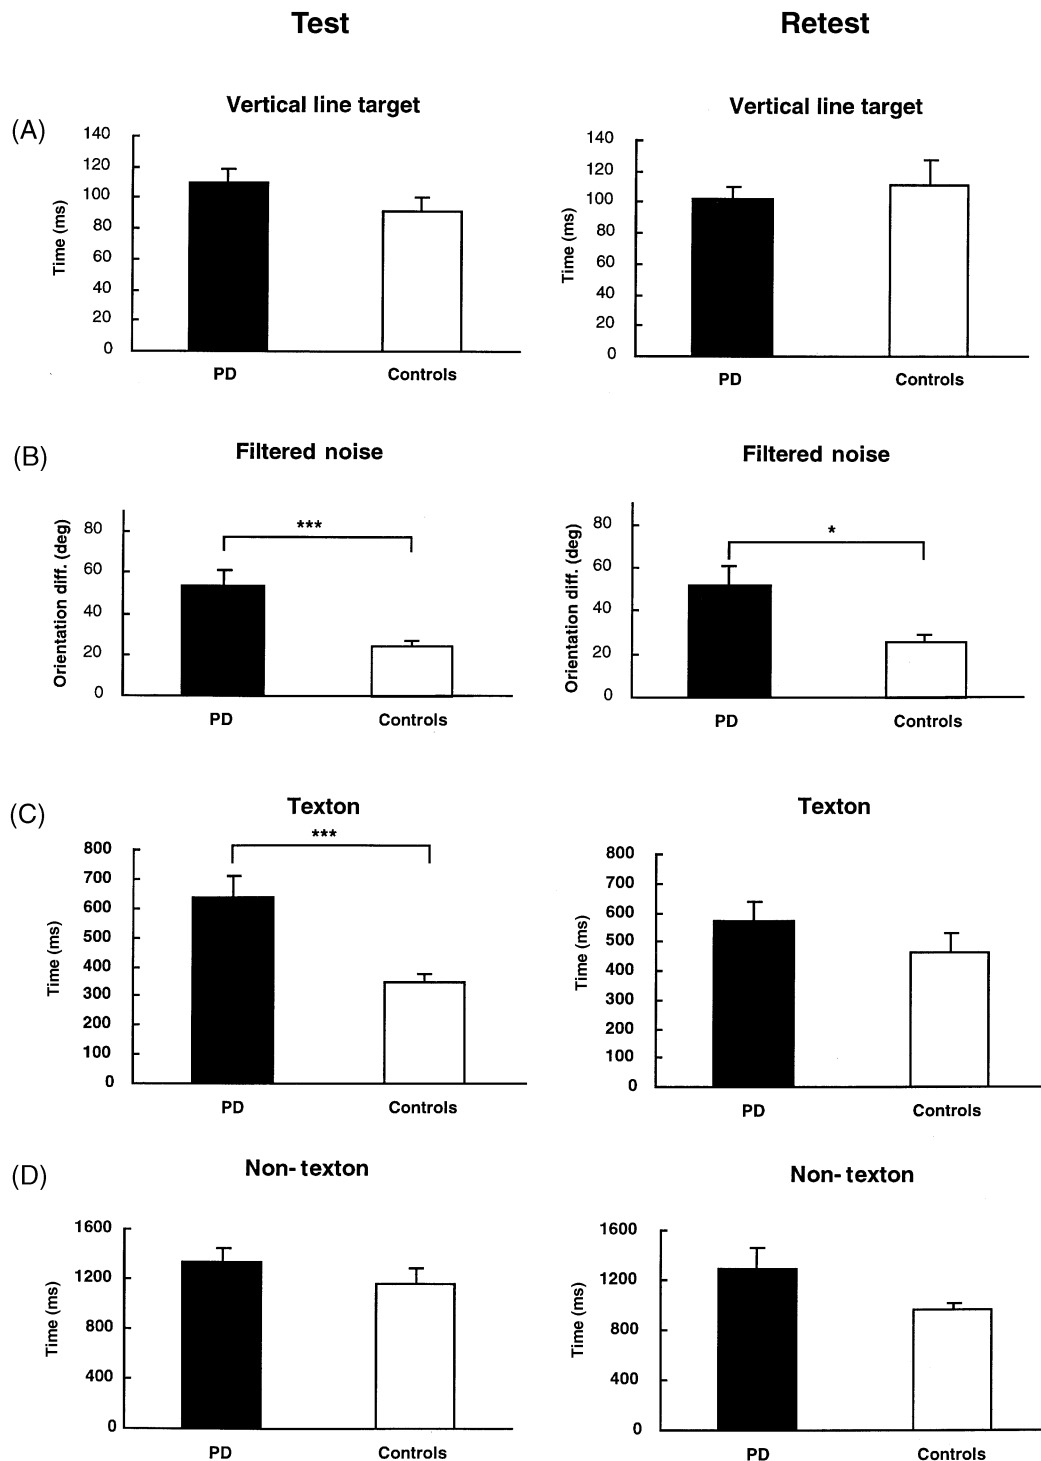 Test
Retest
(A)
Vertical line target
Time (ms)
140
120
100
80
60
40
20
0
PD
Controls
Vertical line target
Time (ms)
140
120
100
80
60
40
20
0
PD
Controls
(B)
Filtered noise
Orientation diff. (deg)
80
60
40
20
0
***
PD
Controls
Filtered noise
Orientation diff. (deg)
80
60
40
20
0
*
PD
Controls
(C)
Texton
Time (ms)
800
700
600
500
400
300
200
100
0
***
PD
Controls
Texton
Time (ms)
800
700
600
500
400
300
200
100
0
PD
Controls
(D)
Non-texton
Time (ms)
1600
1200
800
400
0
PD
Controls
Non-texton
Time (ms)
1600
1200
800
400
0
PD
Controls